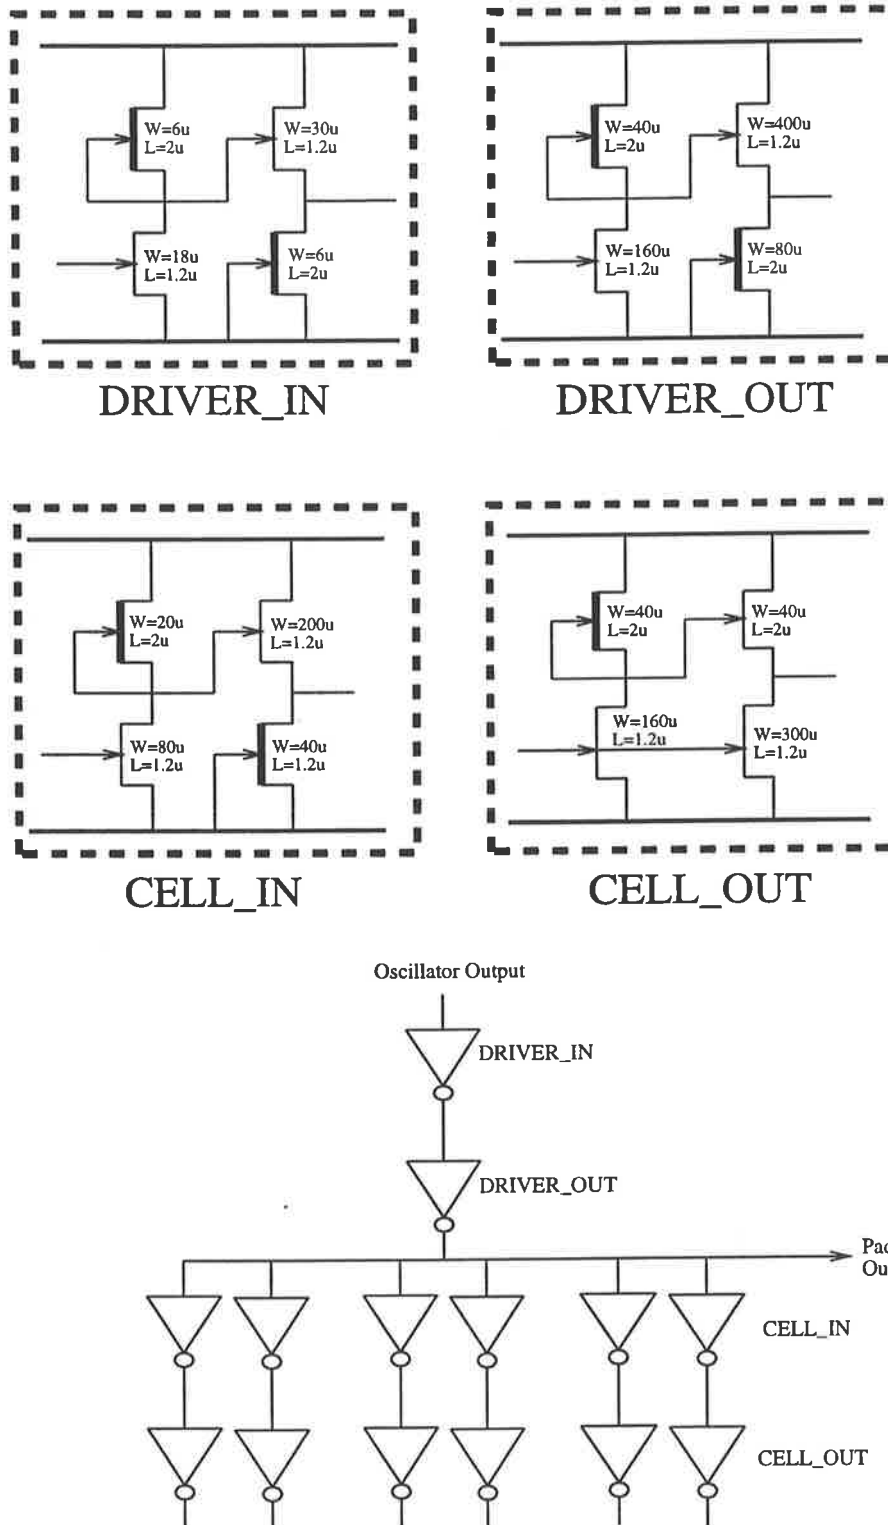 W=6u
L=2u
W=30u
L=1.2u
W=18u
L=1.2u
W=6u
L=2u
DRIVER_IN
W=40u
L=2u
W=400u
L=1.2u
W=160u
L=1.2u
W=80u
L=2u
DRIVER_OUT
W=20u
L=2u
W=200u
L=1.2u
W=80u
L=1.2u
W=40u
L=1.2u
CELL_IN
W=40u
L=2u
W=40u
L=2u
W=160u
L=1.2u
W=300u
L=1.2u
CELL_OUT
Oscillator Output
DRIVER_IN
DRIVER_OUT
CELL_IN
CELL_OUT